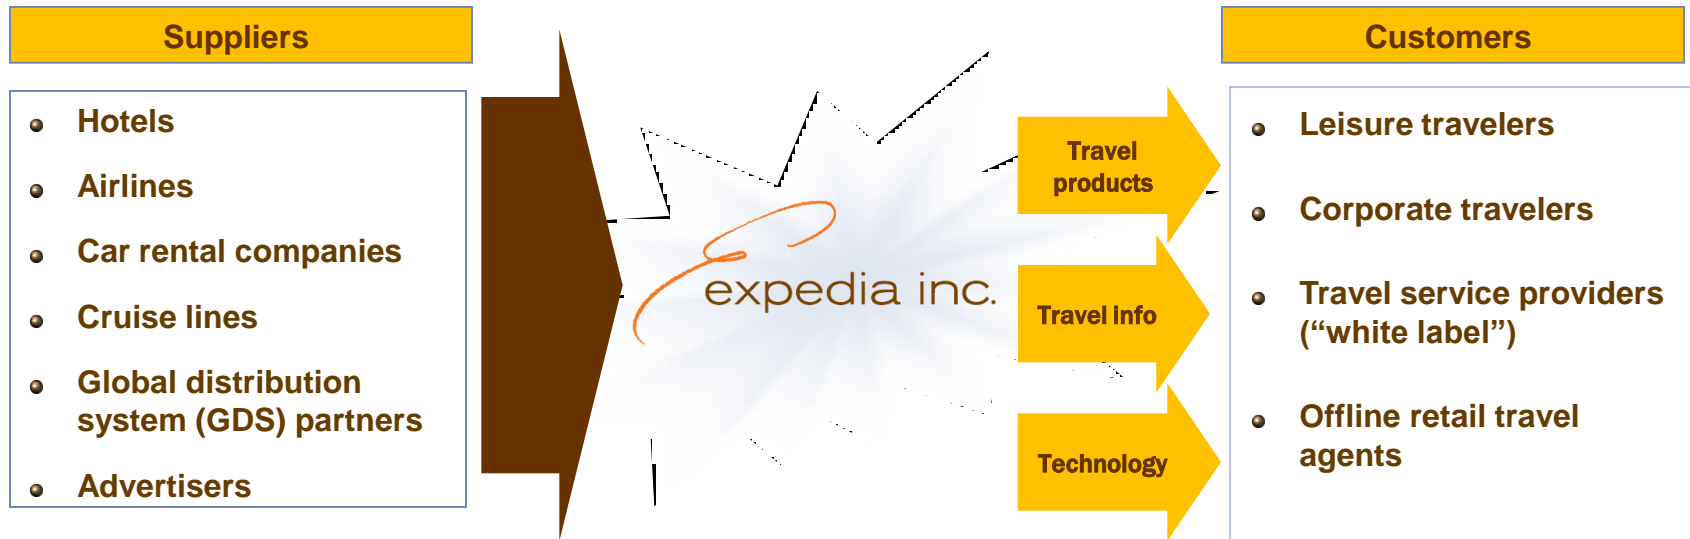 Suppliers
Hotels
Airlines
Car rental companies
Cruise lines
Global distribution
system (GDS) partners
Advertisers
expedia inc.
Travel
products
Travel info
Technology
Customers
Leisure travelers
Corporate travelers
Travel service providers
(“white label”)
Offline retail travel
agents